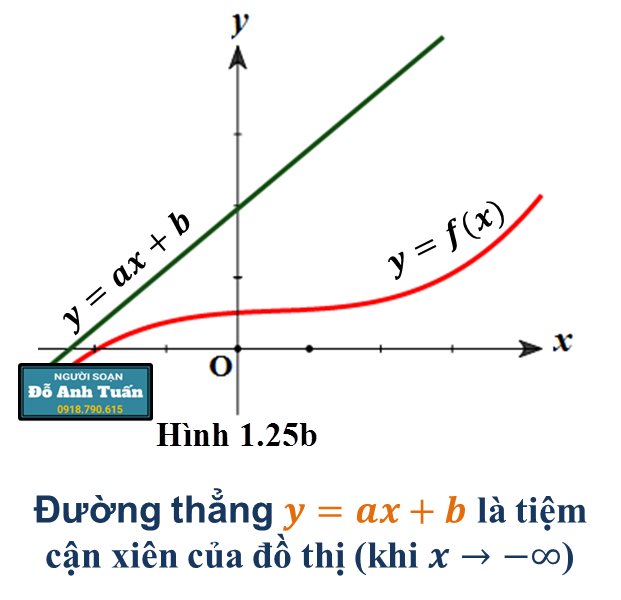 y
y = ax + b
y = f(x)
x
O
NGƯỜI SOẠN
Đỗ Anh Tuấn
0918.790.615
Hình 1.25b
Đường thẳng y = ax + b là tiệm
cận xiên của đồ thị (khi x → −∞)